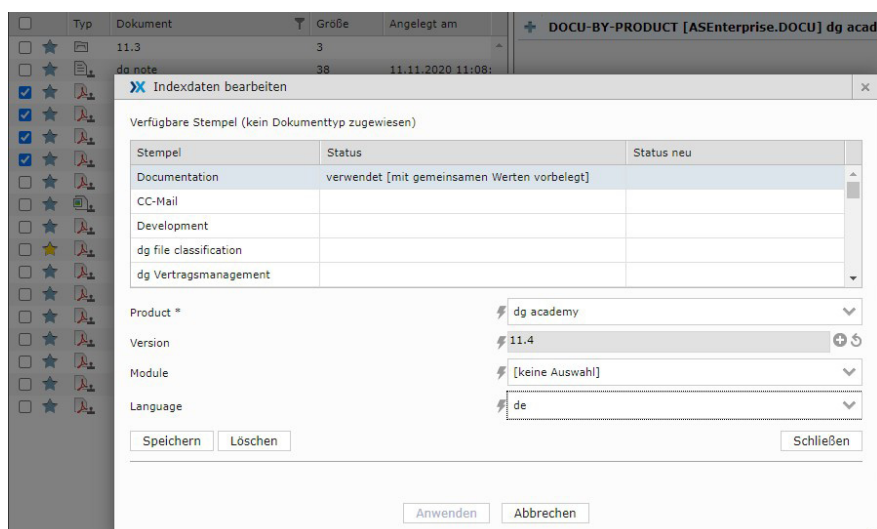 Typ Dokument Größe Angelegt am
DOCU-BY-PRODUCT [ASEnterprise.DOCU] dg acad
11.3 3
dg note 38 11.11.2020 11:08:
Indexdaten bearbeiten
Verfügbare Stempel (kein Dokumenttyp zugewiesen)
Stempel Status Status neu
Documentation verwendet [mit gemeinsamen Werten vorbelegt]
CC-Mail
Development
dg file classification
dg Vertragsmanagement
Product * dg academy
Version 11.4
Module [keine Auswahl]
Language de
Speichern Löschen Schließen
Anwenden Abbrechen